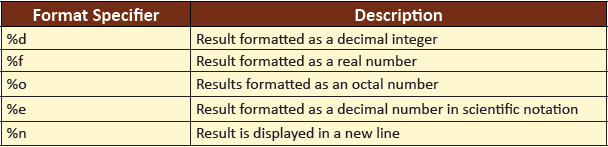 Format Specifier Description
%d Result formatted as a decimal integer
%f Result formatted as a real number
%o Results formatted as an octal number
%e Result formatted as a decimal number in scientific notation
%n Result is displayed in a new line